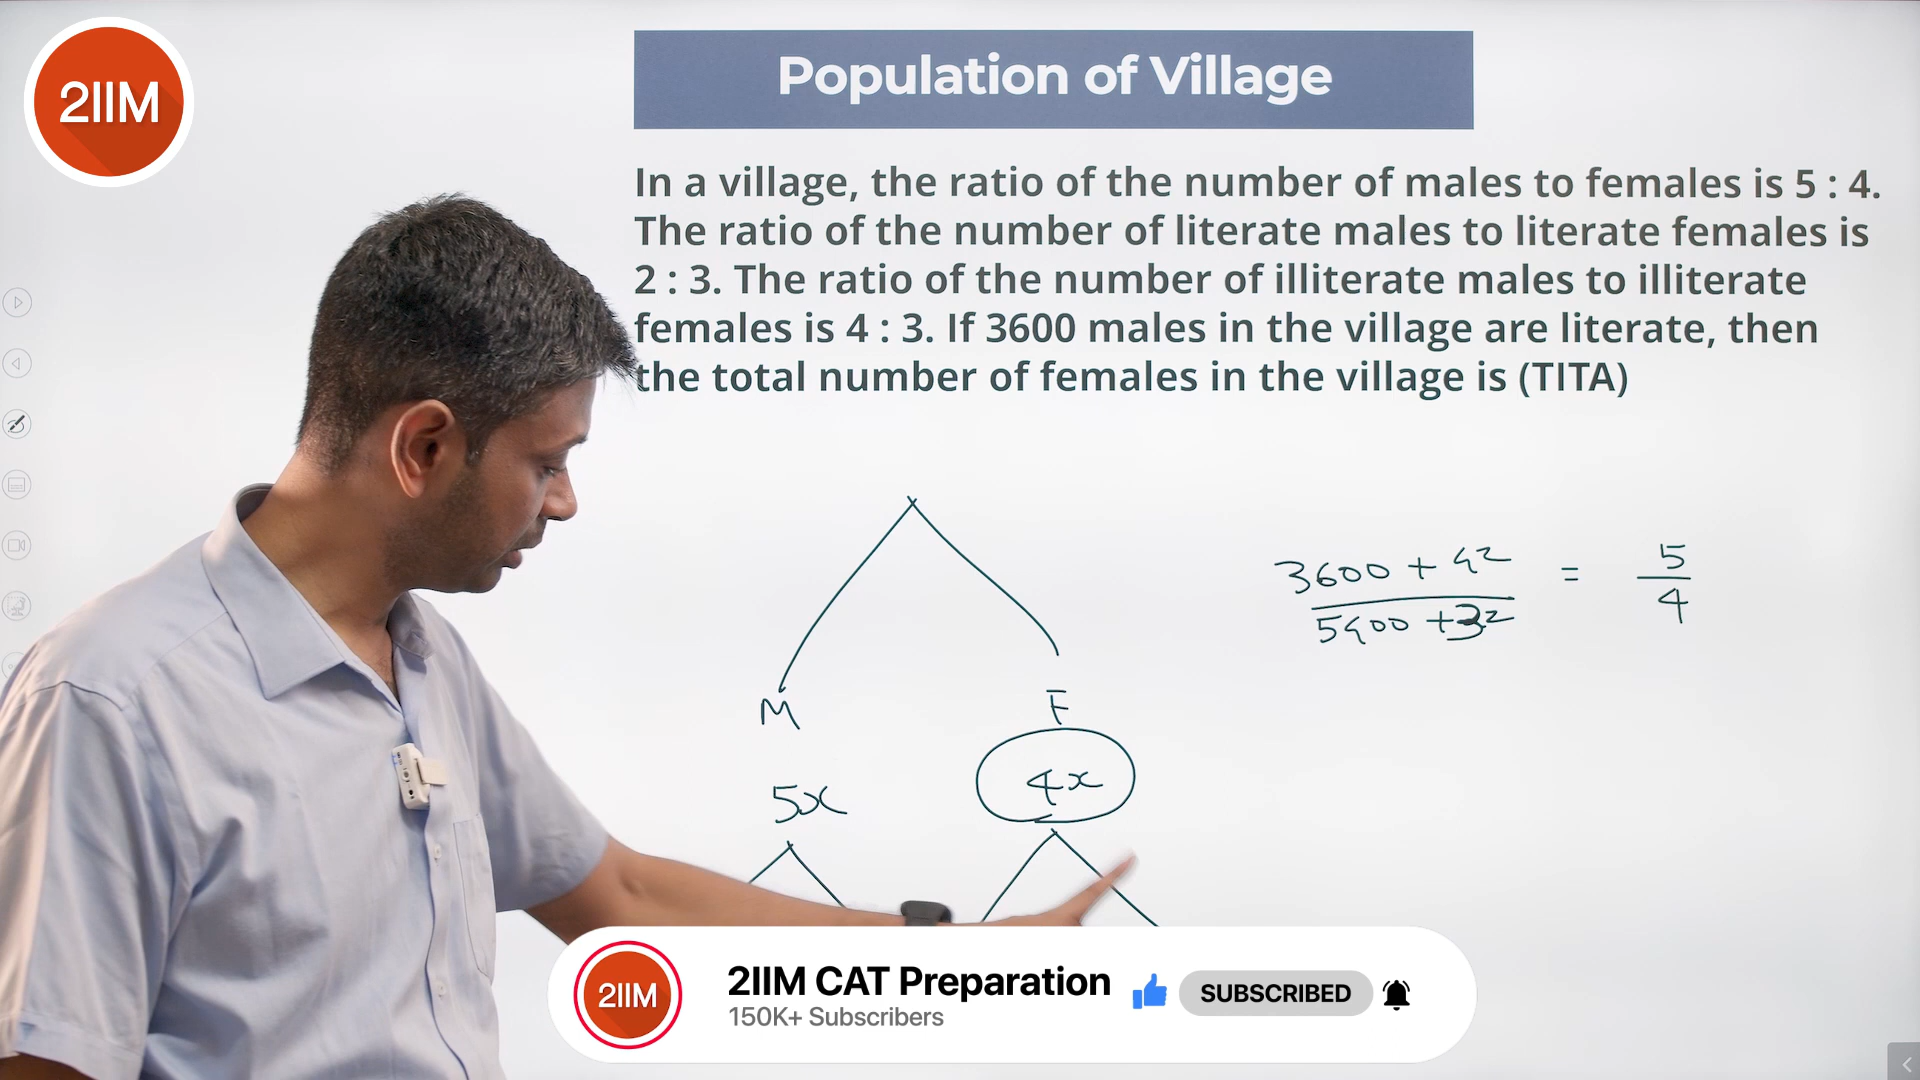 2IIM
Population of Village
In a village, the ratio of the number of males to females is 5 : 4.
The ratio of the number of literate males to literate females is
2 : 3. The ratio of the number of illiterate males to illiterate
females is 4 : 3. If 3600 males in the village are literate, then
the total number of females in the village is (TITA)
3600 + 4z
5400 + 3z
=
5
4
M
F
5x
4x
2IIM
2IIM CAT Preparation
150K+ Subscribers
SUBSCRIBED